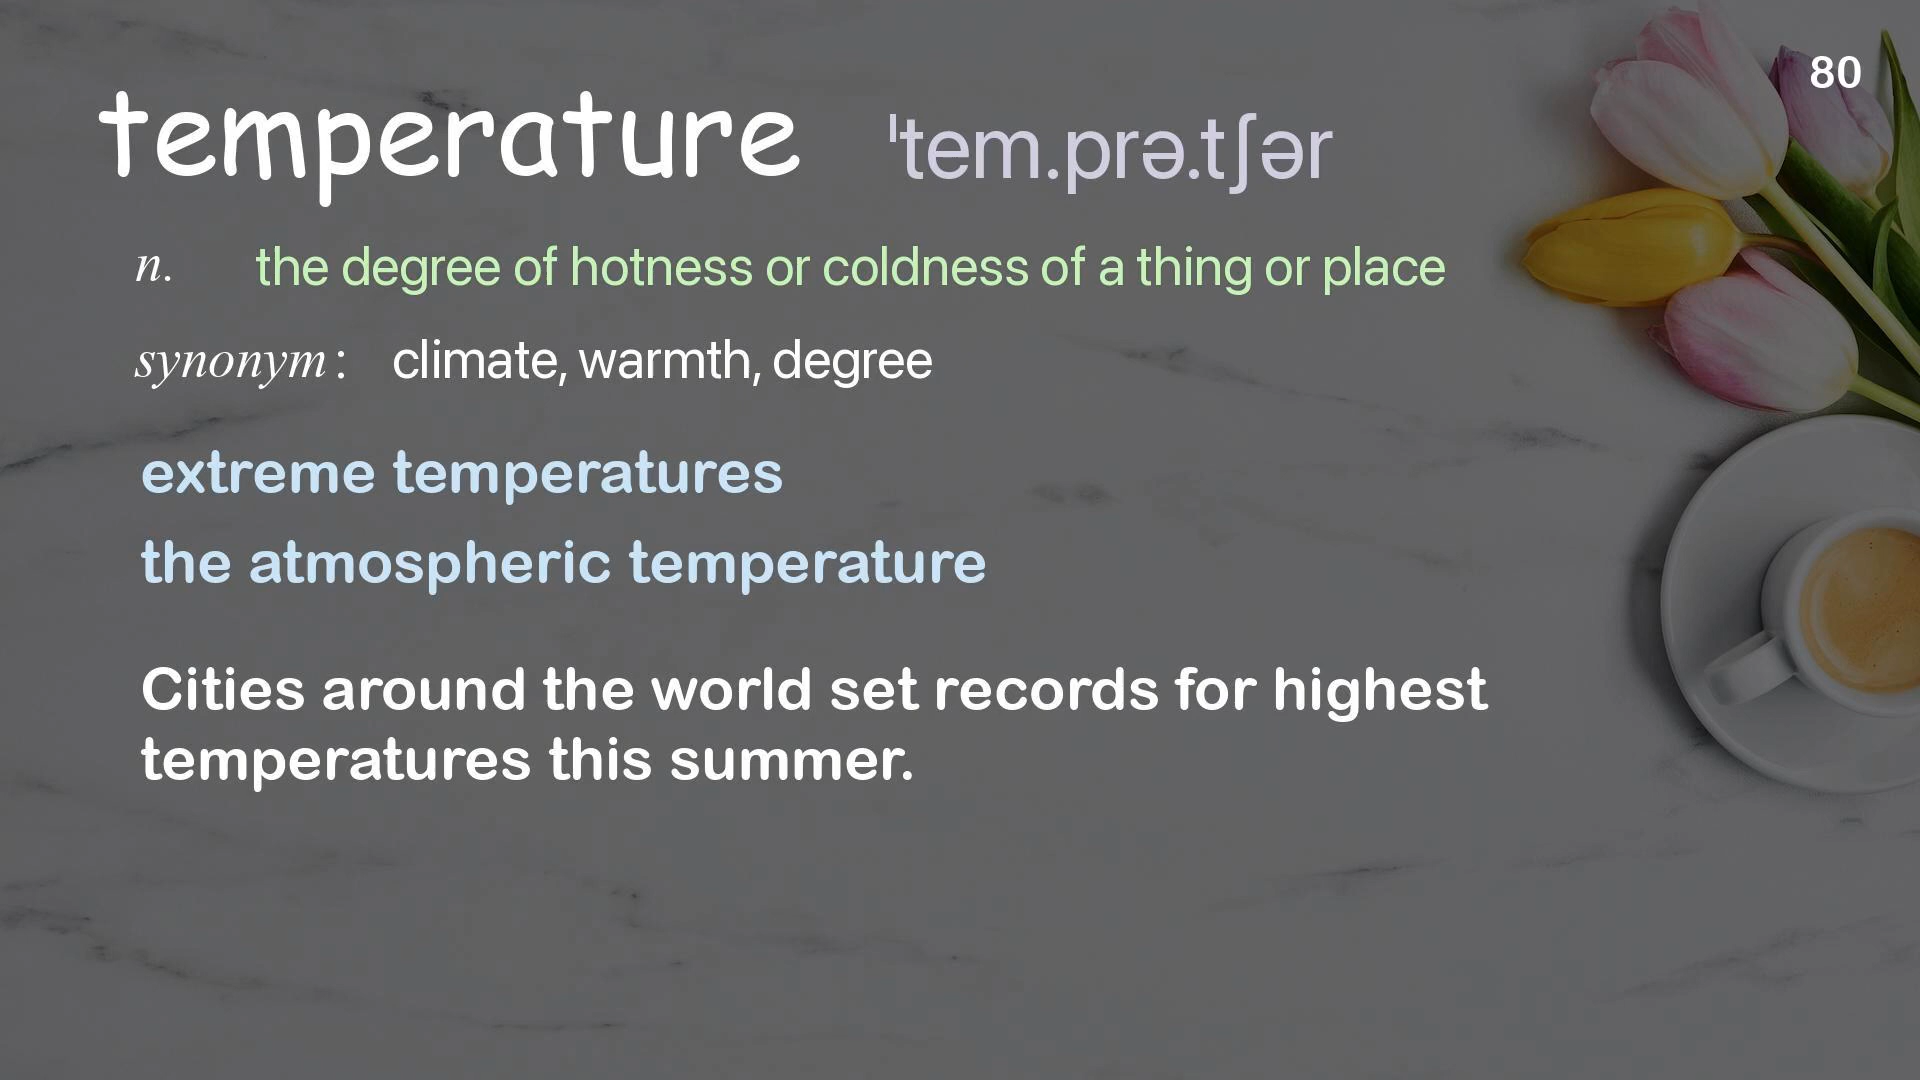 80
temperature ˈtem.prə.tʃər
n. the degree of hotness or coldness of a thing or place
synonym: climate, warmth, degree
extreme temperatures
the atmospheric temperature
Cities around the world set records for highest
temperatures this summer.